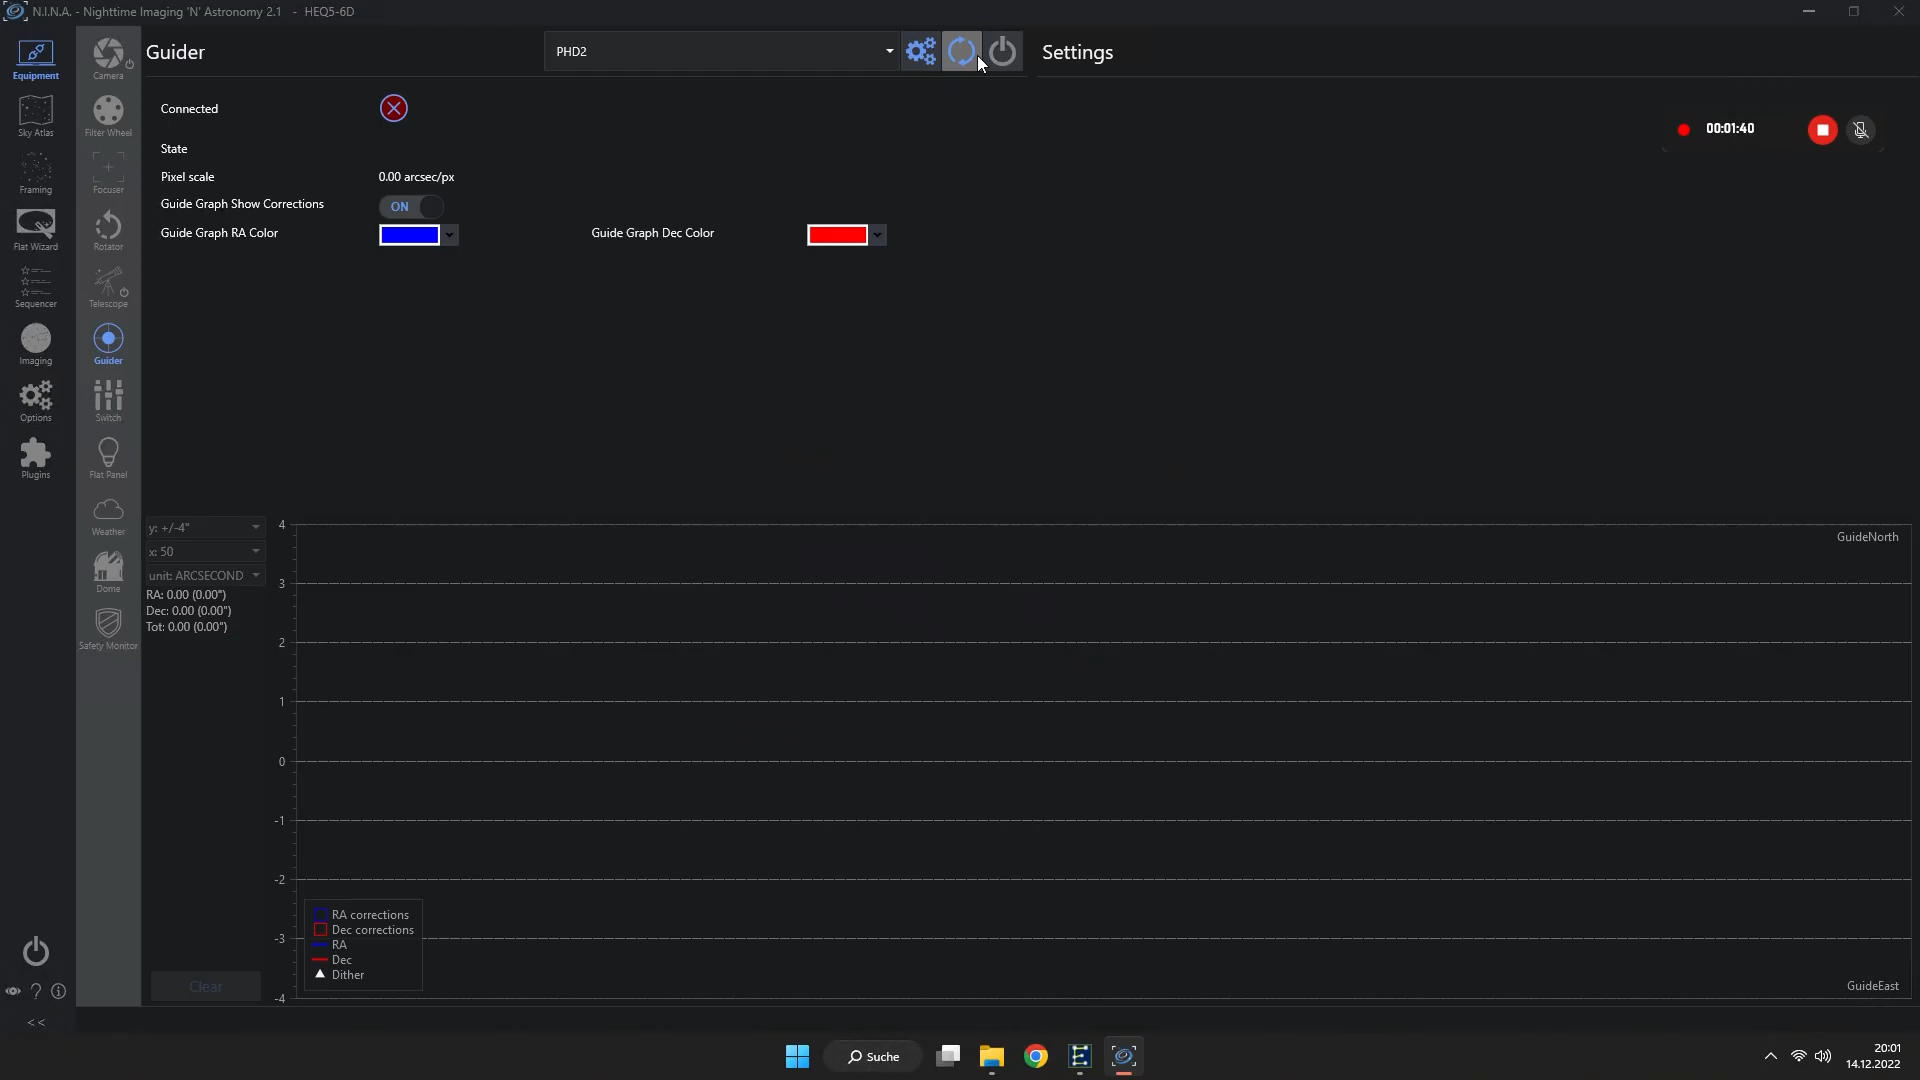 N.I.N.A. - Nighttime Imaging 'N' Astronomy 2.1   -  HEQ5-6D
Equipment
Sky Atlas
Framing
Flat Wizard
Sequencer
Imaging
Options
Plugins
<<
Camera
Filter Wheel
Focuser
Rotator
Telescope
Guider
Switch
Flat Panel
Weather
Dome
Safety Monitor
Guider
PHD2
Settings
Connected
State
Pixel scale 0.00 arcsec/px
Guide Graph Show Corrections ON
Guide Graph RA Color
Guide Graph Dec Color
00:01:40
y: +/-4"
x: 50
unit: ARCSECOND
RA: 0.00 (0.00")
Dec: 0.00 (0.00")
Tot: 0.00 (0.00")
Clear
4
3
2
1
0
-1
-2
-3
-4
GuideNorth
GuideEast
RA corrections
Dec corrections
RA
Dec
Dither
Suche
20:01
14.12.2022